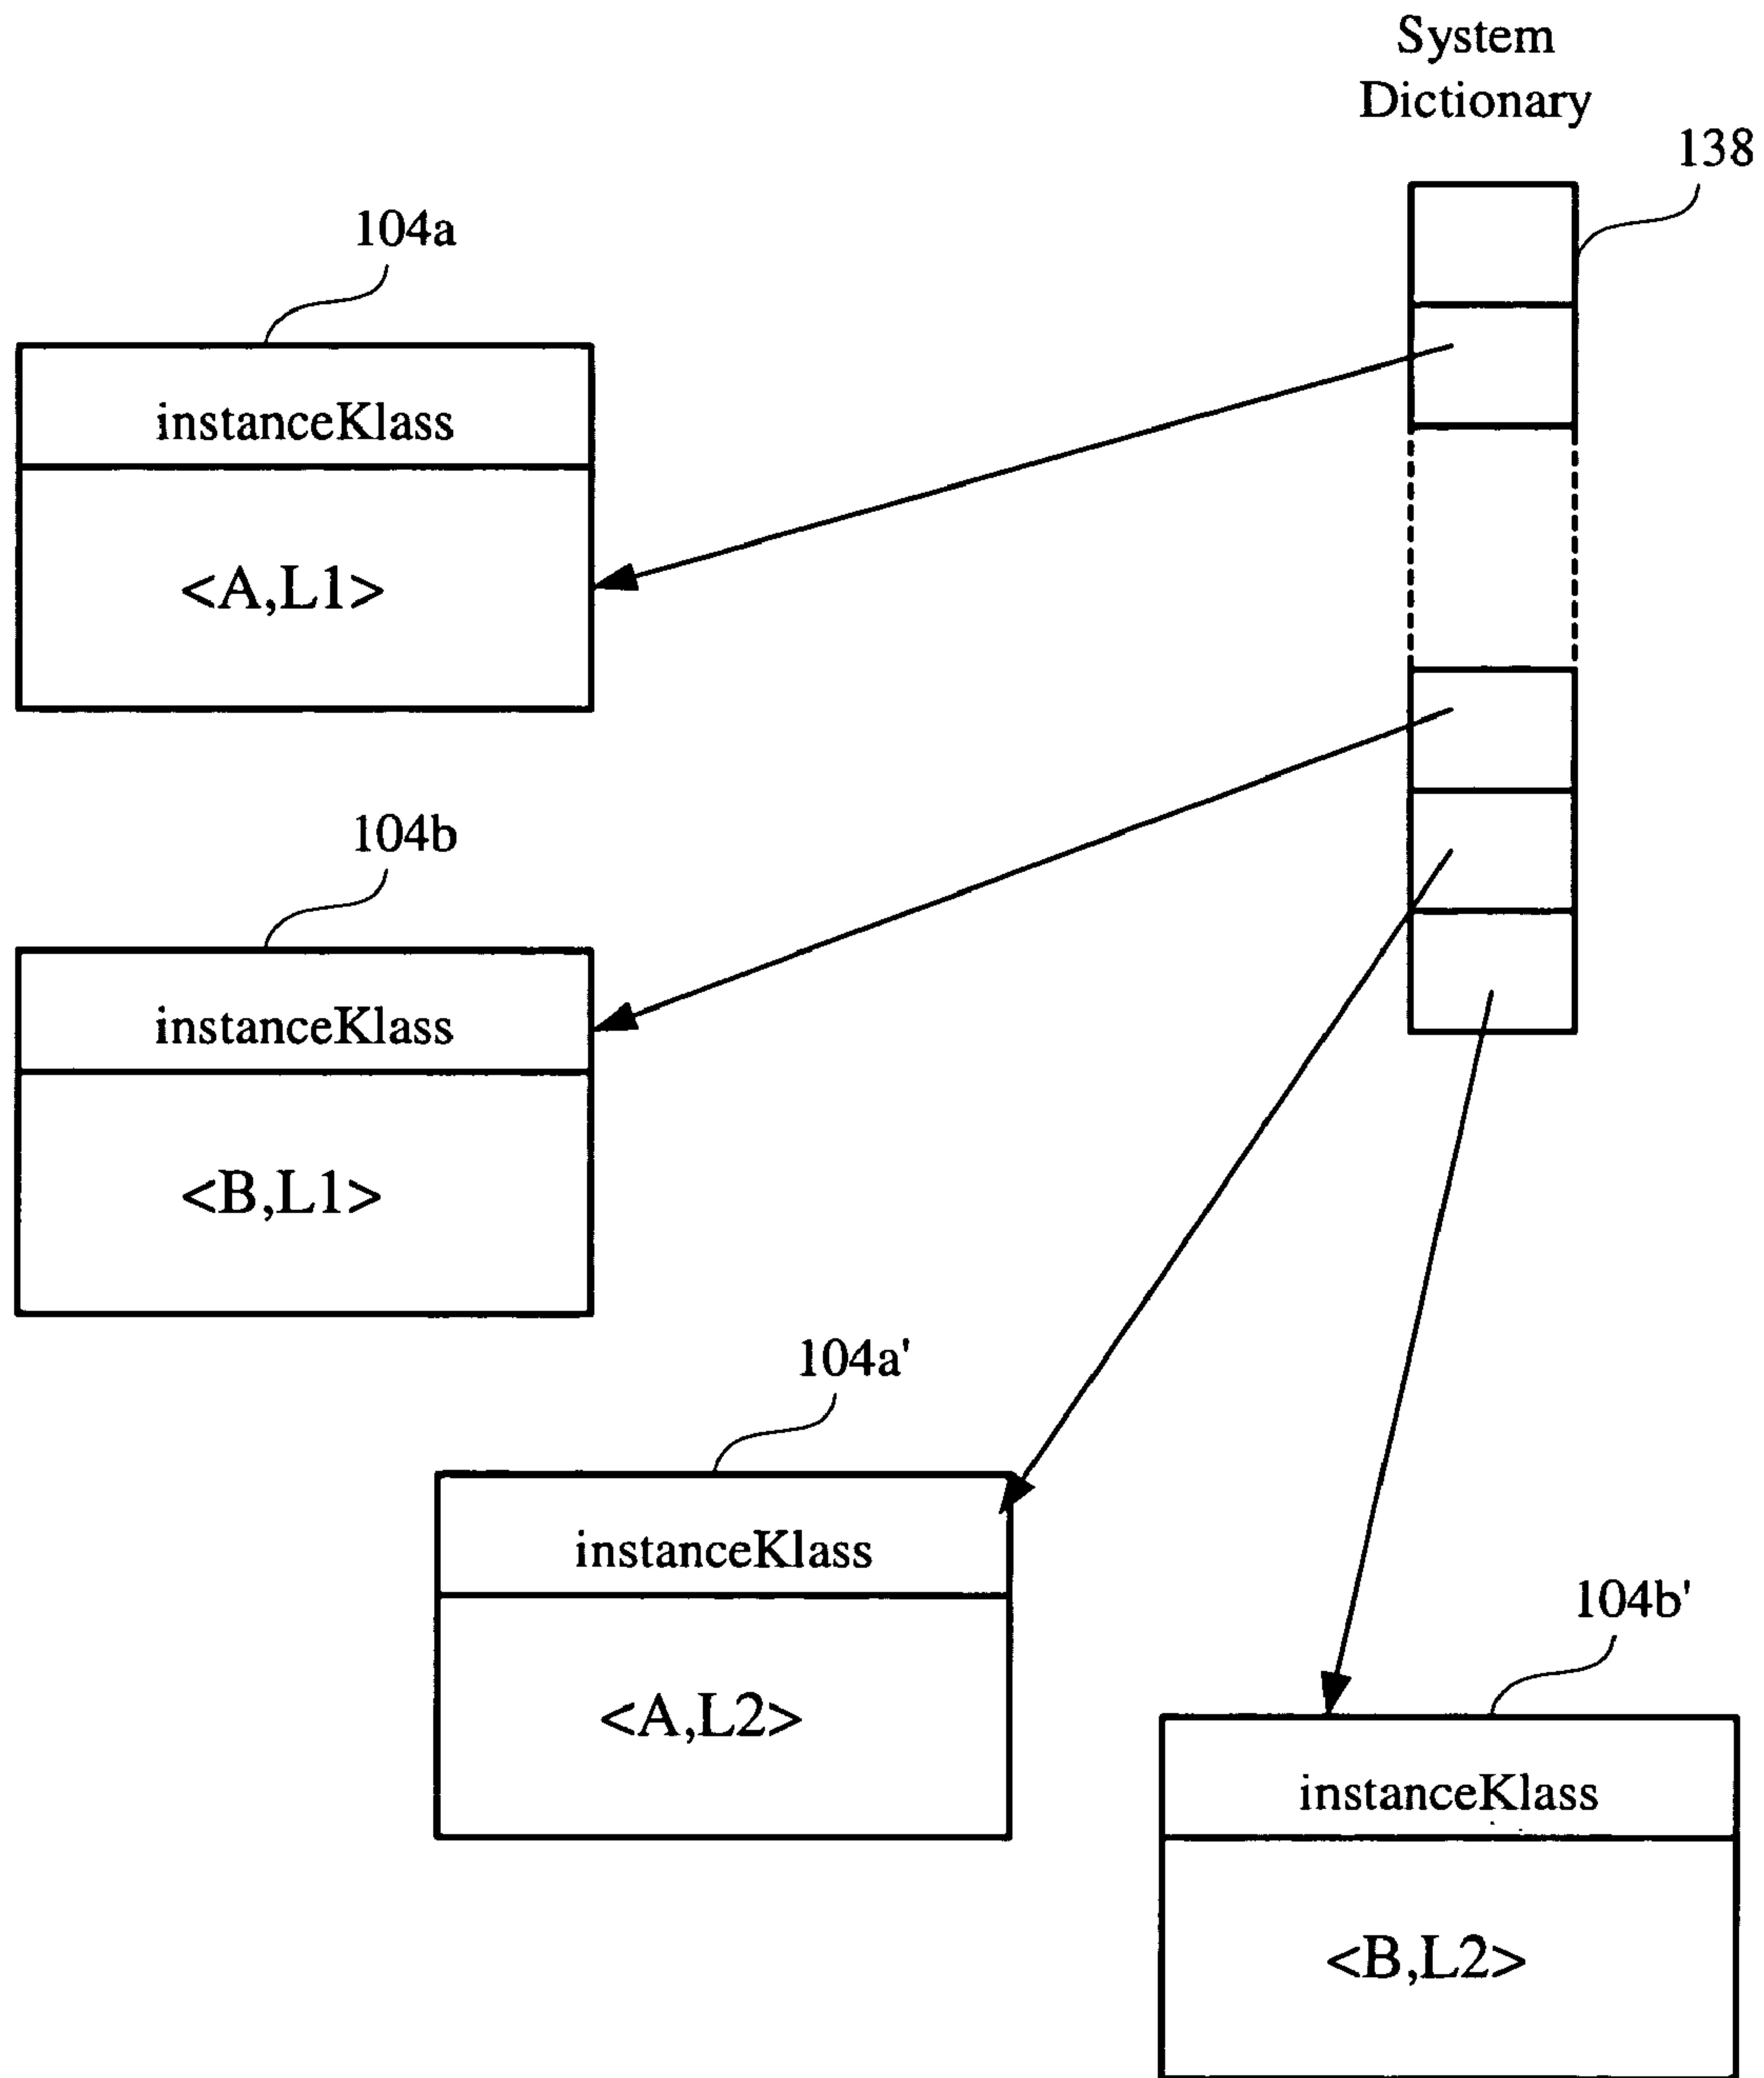 System
Dictionary
138
104a
instanceKlass
<A,L1>
104b
instanceKlass
<B,L1>
104a'
instanceKlass
<A,L2>
104b'
instanceKlass
<B,L2>